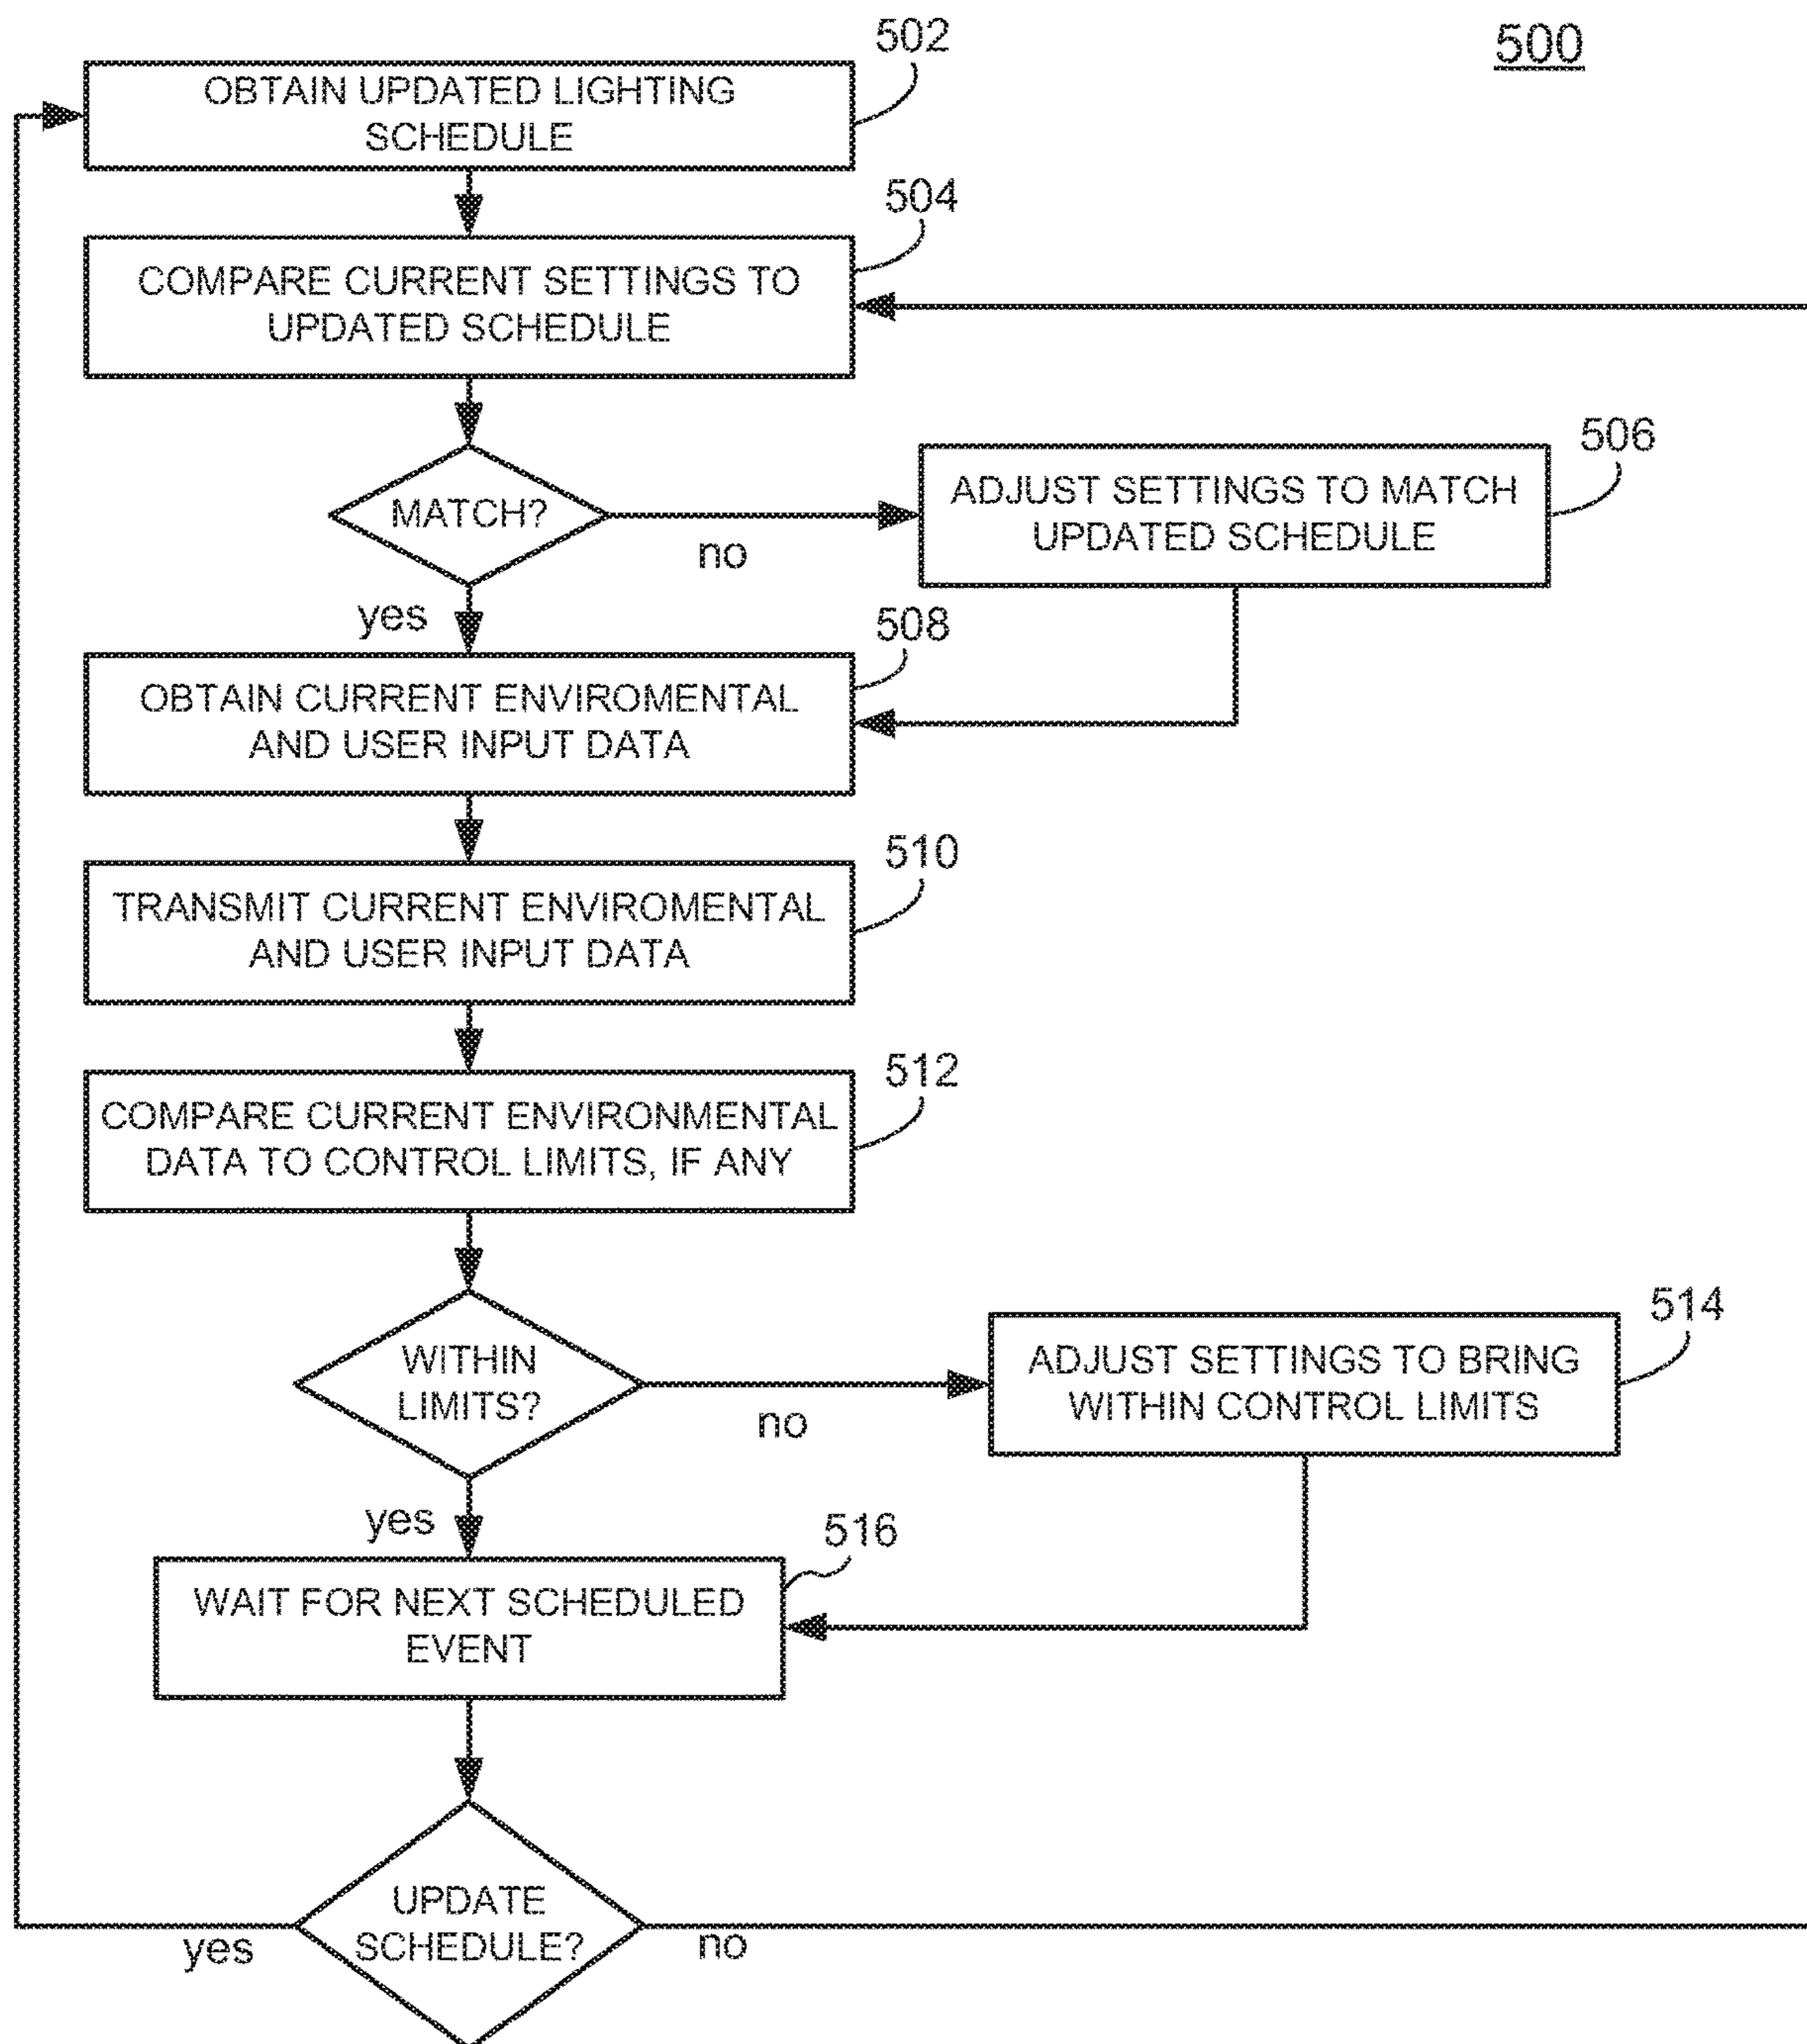 500
502
OBTAIN UPDATED LIGHTING
SCHEDULE
504
COMPARE CURRENT SETTINGS TO
UPDATED SCHEDULE
MATCH?
no
506
ADJUST SETTINGS TO MATCH
UPDATED SCHEDULE
yes
508
OBTAIN CURRENT ENVIROMENTAL
AND USER INPUT DATA
510
TRANSMIT CURRENT ENVIROMENTAL
AND USER INPUT DATA
512
COMPARE CURRENT ENVIRONMENTAL
DATA TO CONTROL LIMITS, IF ANY
WITHIN
LIMITS?
no
514
ADJUST SETTINGS TO BRING
WITHIN CONTROL LIMITS
yes
516
WAIT FOR NEXT SCHEDULED
EVENT
UPDATE
SCHEDULE?
yes
no